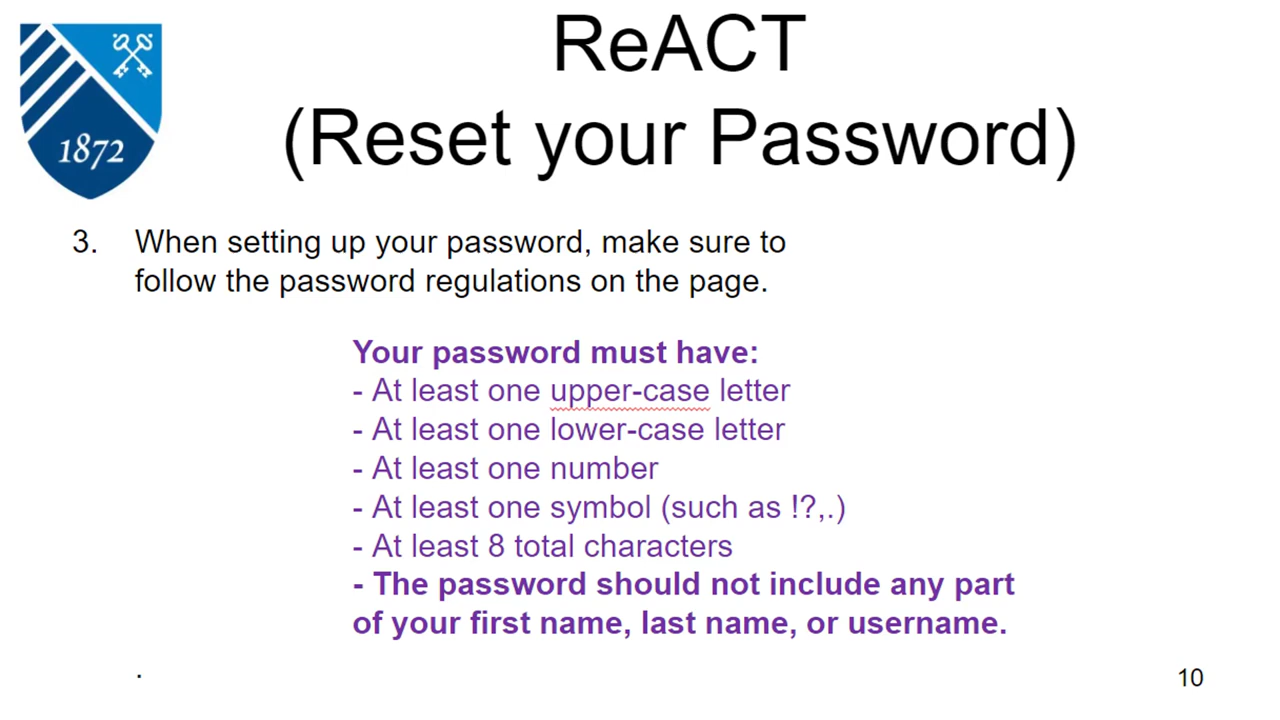 ReACT
(Reset your Password)
1872
3. When setting up your password, make sure to
follow the password regulations on the page.
Your password must have:
- At least one upper-case letter
- At least one lower-case letter
- At least one number
- At least one symbol (such as !?,.)
- At least 8 total characters
- The password should not include any part
of your first name, last name, or username.
.
10